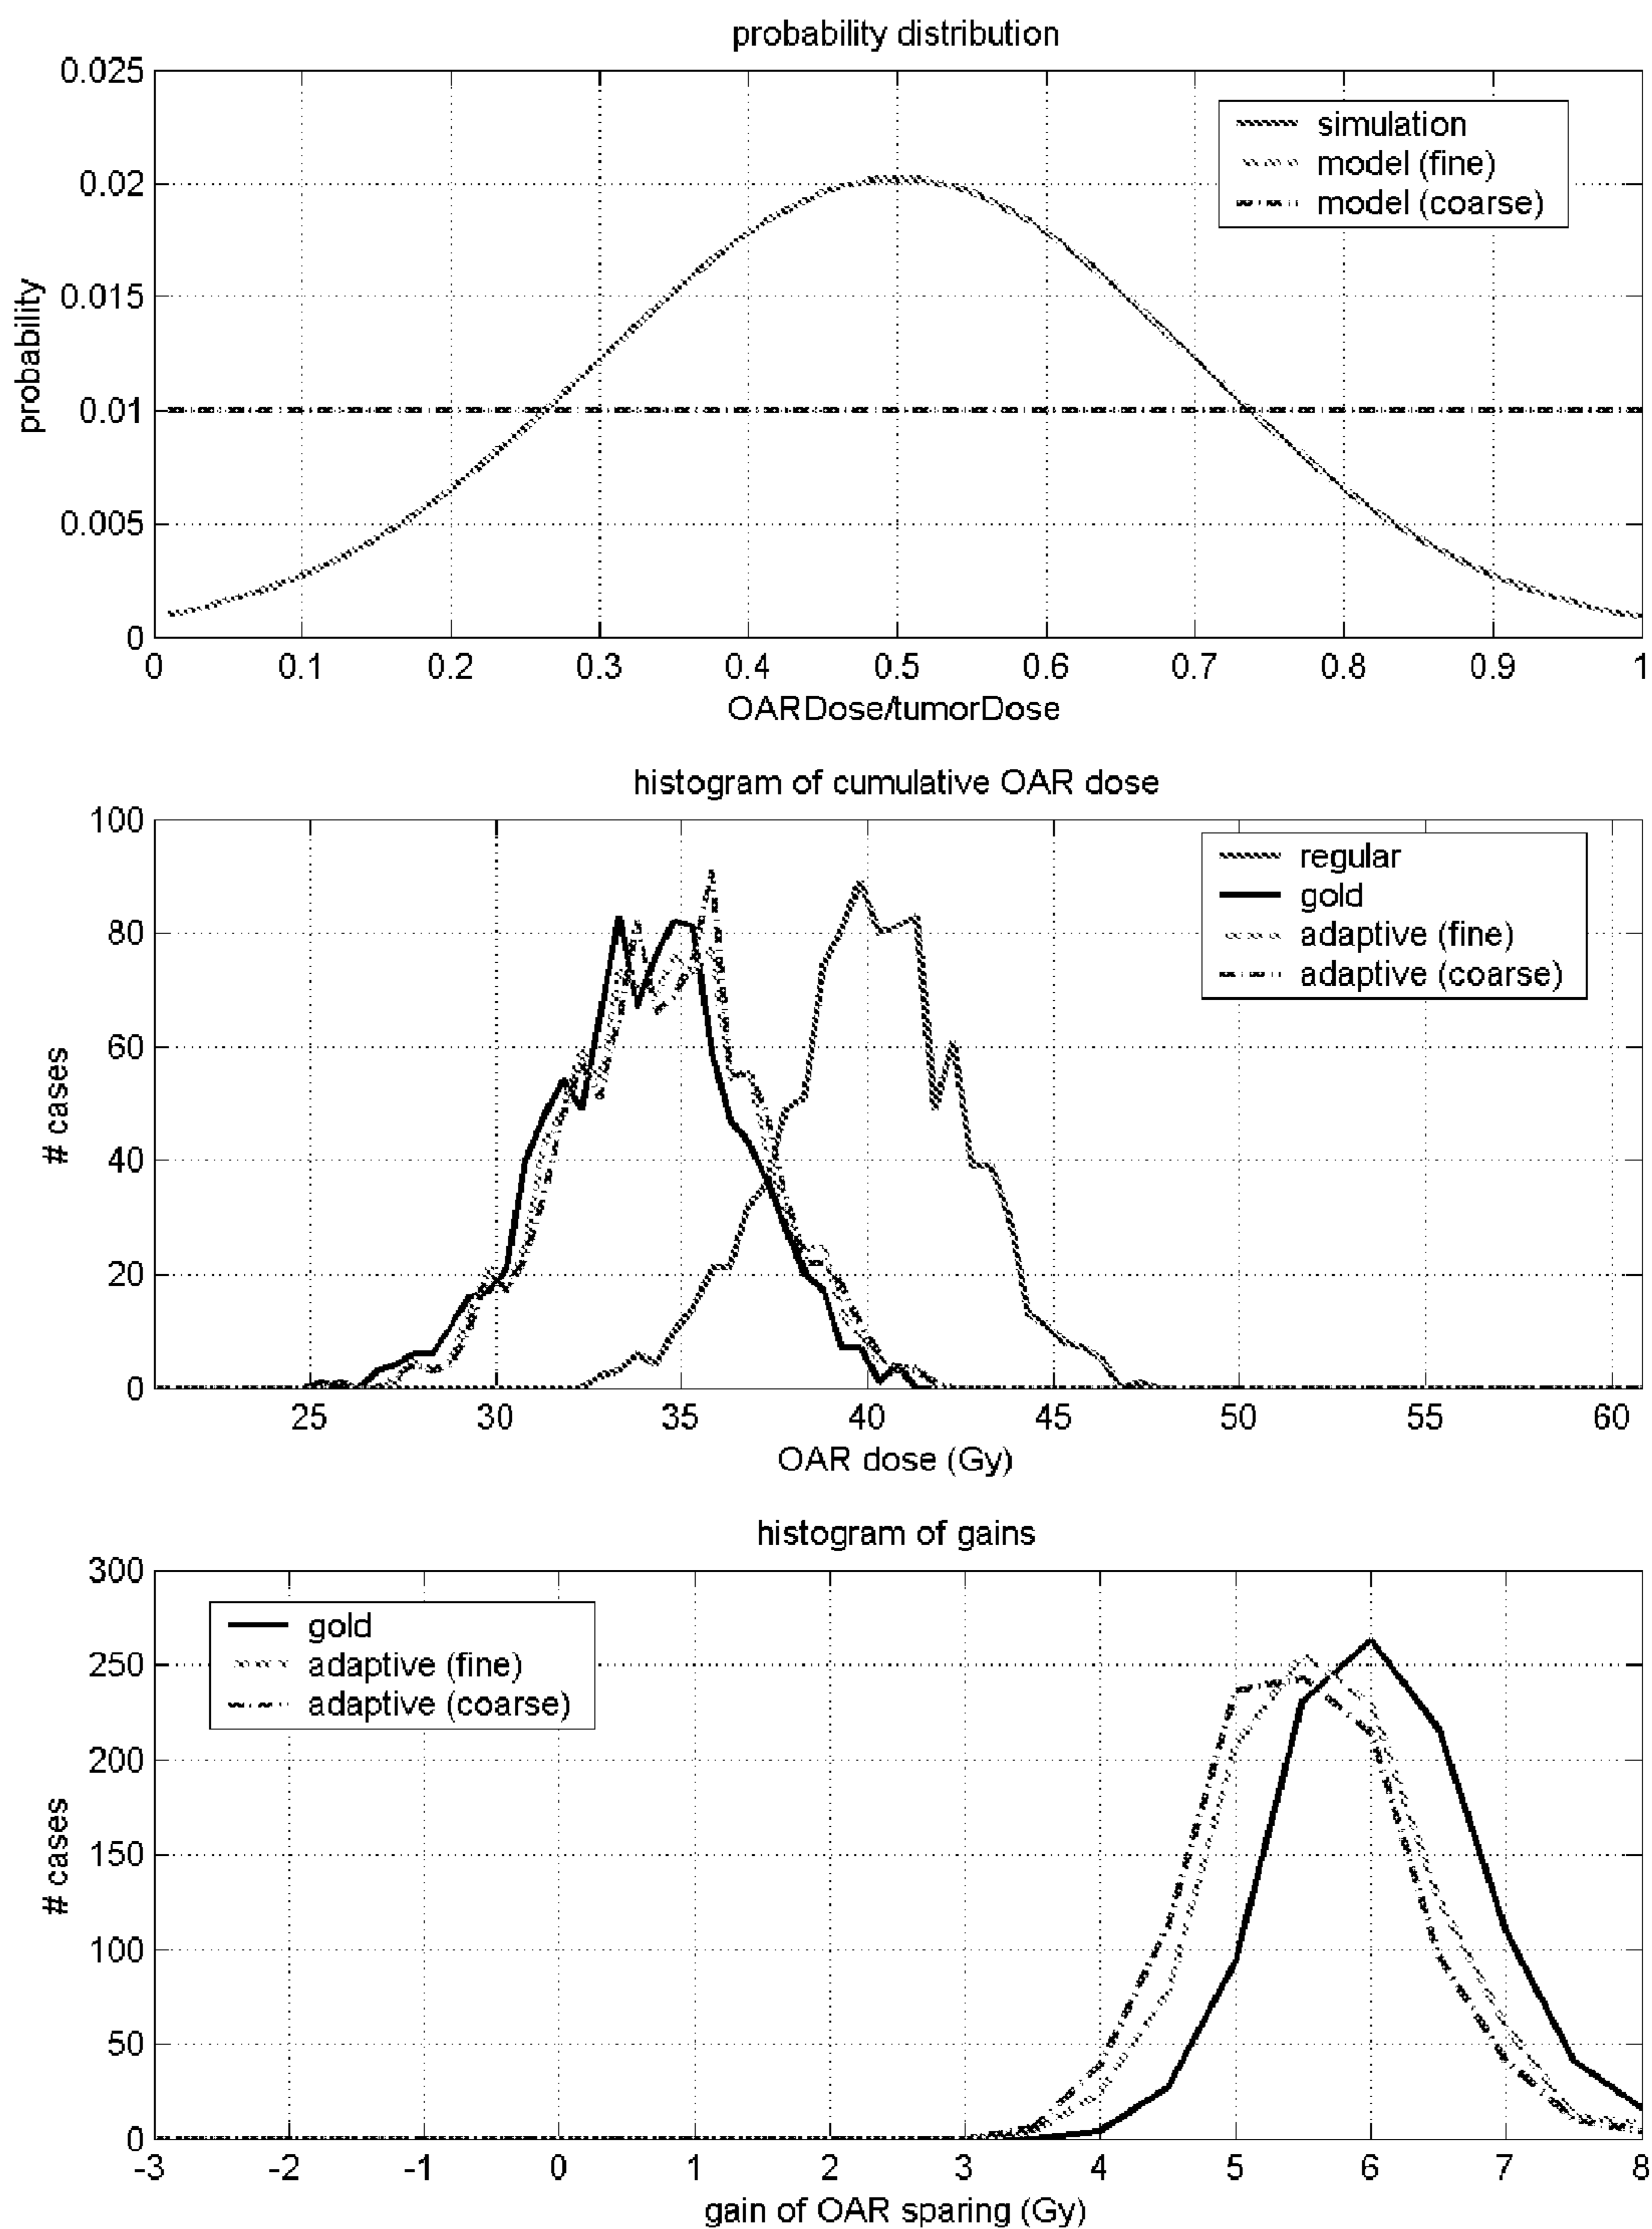 probability distribution
0.025
0.02
0.015
0.01
0.005
0
probability
simulation
model (fine)
model (coarse)
0 0.1 0.2 0.3 0.4 0.5 0.6 0.7 0.8 0.9 1
OARDose/tumorDose
histogram of cumulative OAR dose
100
80
60
40
20
0
# cases
regular
gold
adaptive (fine)
adaptive (coarse)
25 30 35 40 45 50 55 60
OAR dose (Gy)
histogram of gains
300
250
200
150
100
50
0
# cases
gold
adaptive (fine)
adaptive (coarse)
-3 -2 -1 0 1 2 3 4 5 6 7 8
gain of OAR sparing (Gy)